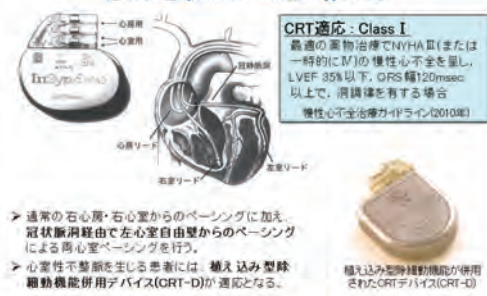 心房用
心室用
InSync
冠状静脈
心房リード
右室リード
左室リード
CRT適応：Class Ⅰ
最適の薬物治療でNYHAⅢ(または
一時的にⅣ)の慢性心不全を呈し,
LVEF 35%以下, QRS幅120msec
以上で, 洞調律を有する場合
慢性心不全治療ガイドライン(2010年)
➢ 通常の右心房・右心室からのペーシングに加え,
冠状静脈洞経由で左心室自由壁からのペーシング
による両心室ペーシングを行う。
➢ 心室性不整脈を生じる患者には, 植え込み型除
細動機能併用デバイス(CRT-D)が適応となる。
植え込み型除細動機能が併用
されたCRTデバイス(CRT-D)